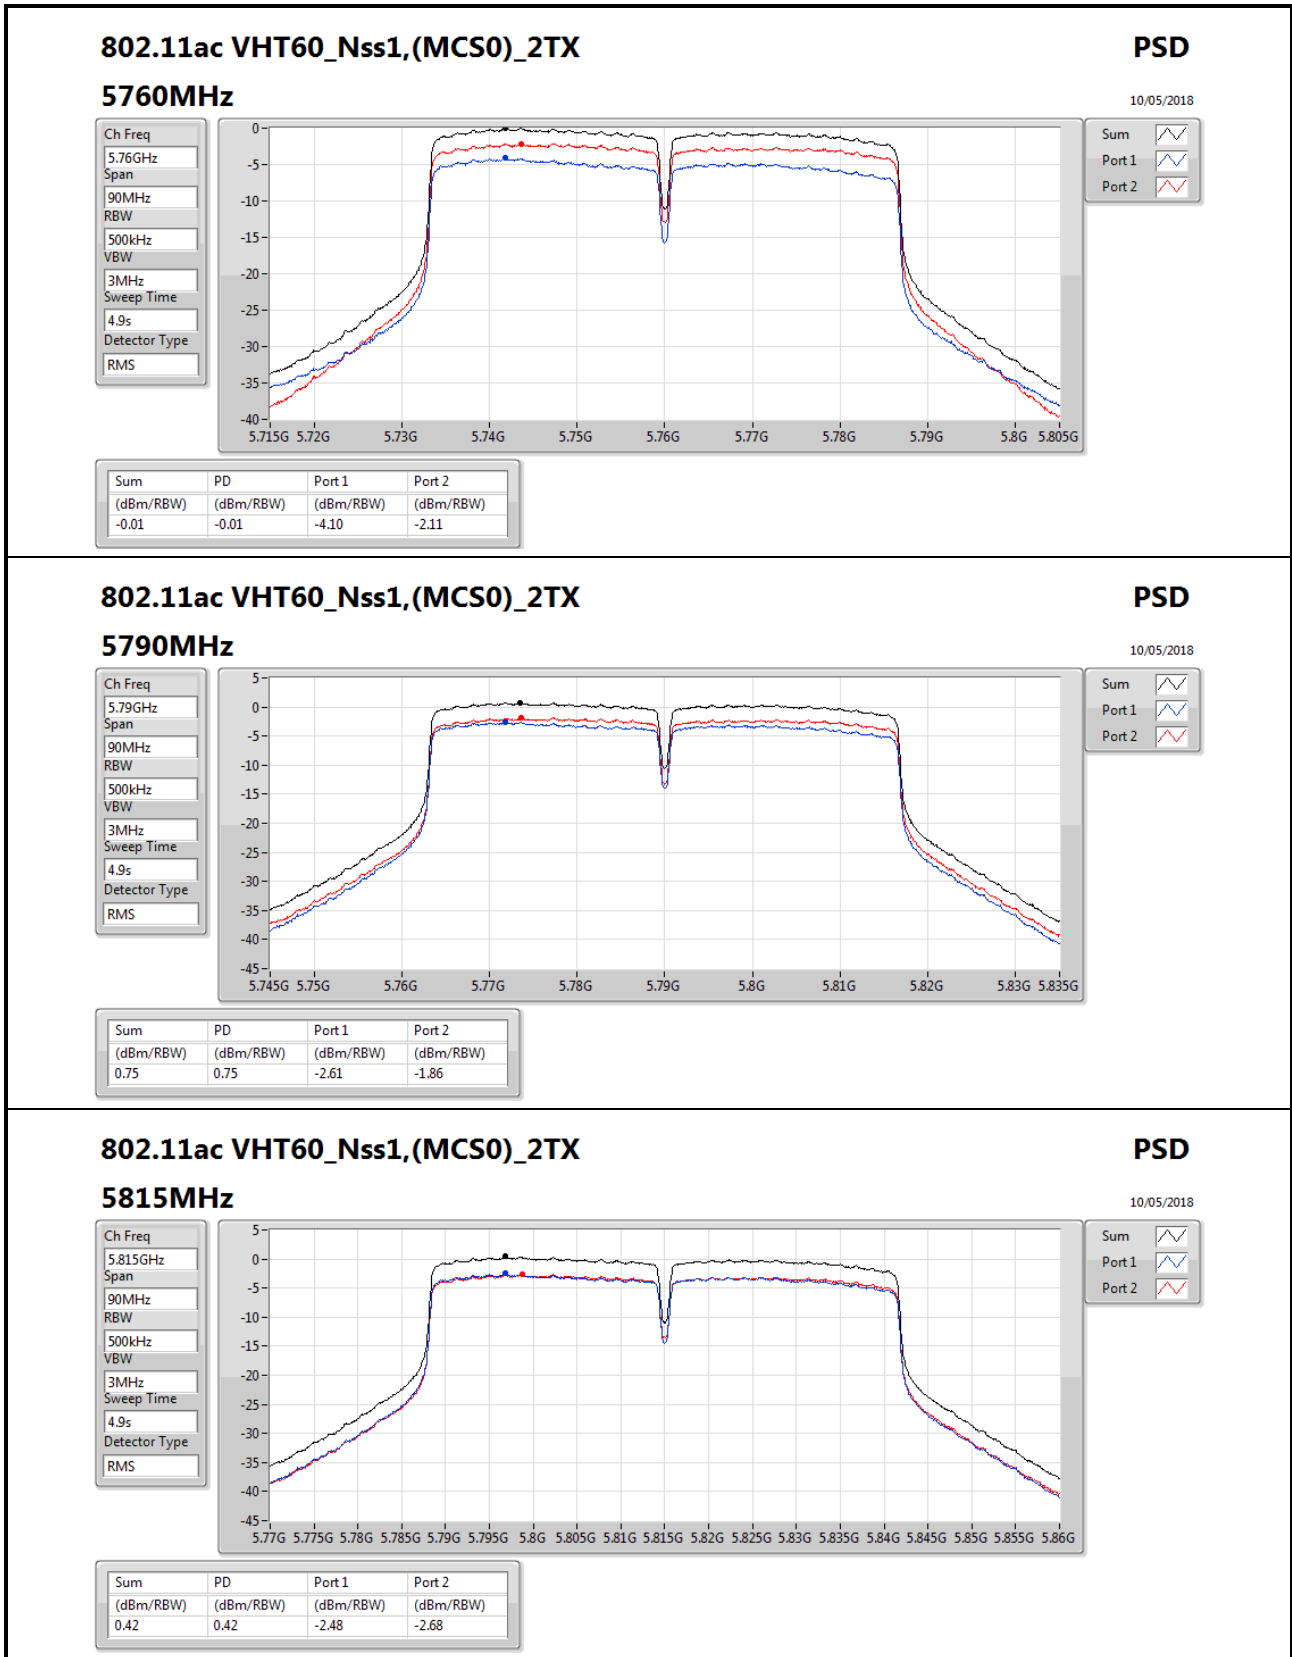 802.11ac VHT60_Nss1,(MCS0)_2TX PSD
5760MHz 10/05/2018
Ch Freq
5.76GHz
Span
90MHz
RBW
500kHz
VBW
3MHz
Sweep Time
4.9s
Detector Type
RMS
0
-5
-10
-15
-20
-25
-30
-35
-40
5.715G 5.72G 5.73G 5.74G 5.75G 5.76G 5.77G 5.78G 5.79G 5.8G 5.805G
Sum
Port 1
Port 2
Sum PD Port 1 Port 2
(dBm/RBW) (dBm/RBW) (dBm/RBW) (dBm/RBW)
-0.01 -0.01 -4.10 -2.11
802.11ac VHT60_Nss1,(MCS0)_2TX PSD
5790MHz 10/05/2018
Ch Freq
5.79GHz
Span
90MHz
RBW
500kHz
VBW
3MHz
Sweep Time
4.9s
Detector Type
RMS
5
0
-5
-10
-15
-20
-25
-30
-35
-40
-45
5.745G 5.75G 5.76G 5.77G 5.78G 5.79G 5.8G 5.81G 5.82G 5.83G 5.835G
Sum
Port 1
Port 2
Sum PD Port 1 Port 2
(dBm/RBW) (dBm/RBW) (dBm/RBW) (dBm/RBW)
0.75 0.75 -2.61 -1.86
802.11ac VHT60_Nss1,(MCS0)_2TX PSD
5815MHz 10/05/2018
Ch Freq
5.815GHz
Span
90MHz
RBW
500kHz
VBW
3MHz
Sweep Time
4.9s
Detector Type
RMS
5
0
-5
-10
-15
-20
-25
-30
-35
-40
-45
5.77G 5.775G 5.78G 5.785G 5.79G 5.795G 5.8G 5.805G 5.81G 5.815G 5.82G 5.825G 5.83G 5.835G 5.84G 5.845G 5.85G 5.855G 5.86G
Sum
Port 1
Port 2
Sum PD Port 1 Port 2
(dBm/RBW) (dBm/RBW) (dBm/RBW) (dBm/RBW)
0.42 0.42 -2.48 -2.68